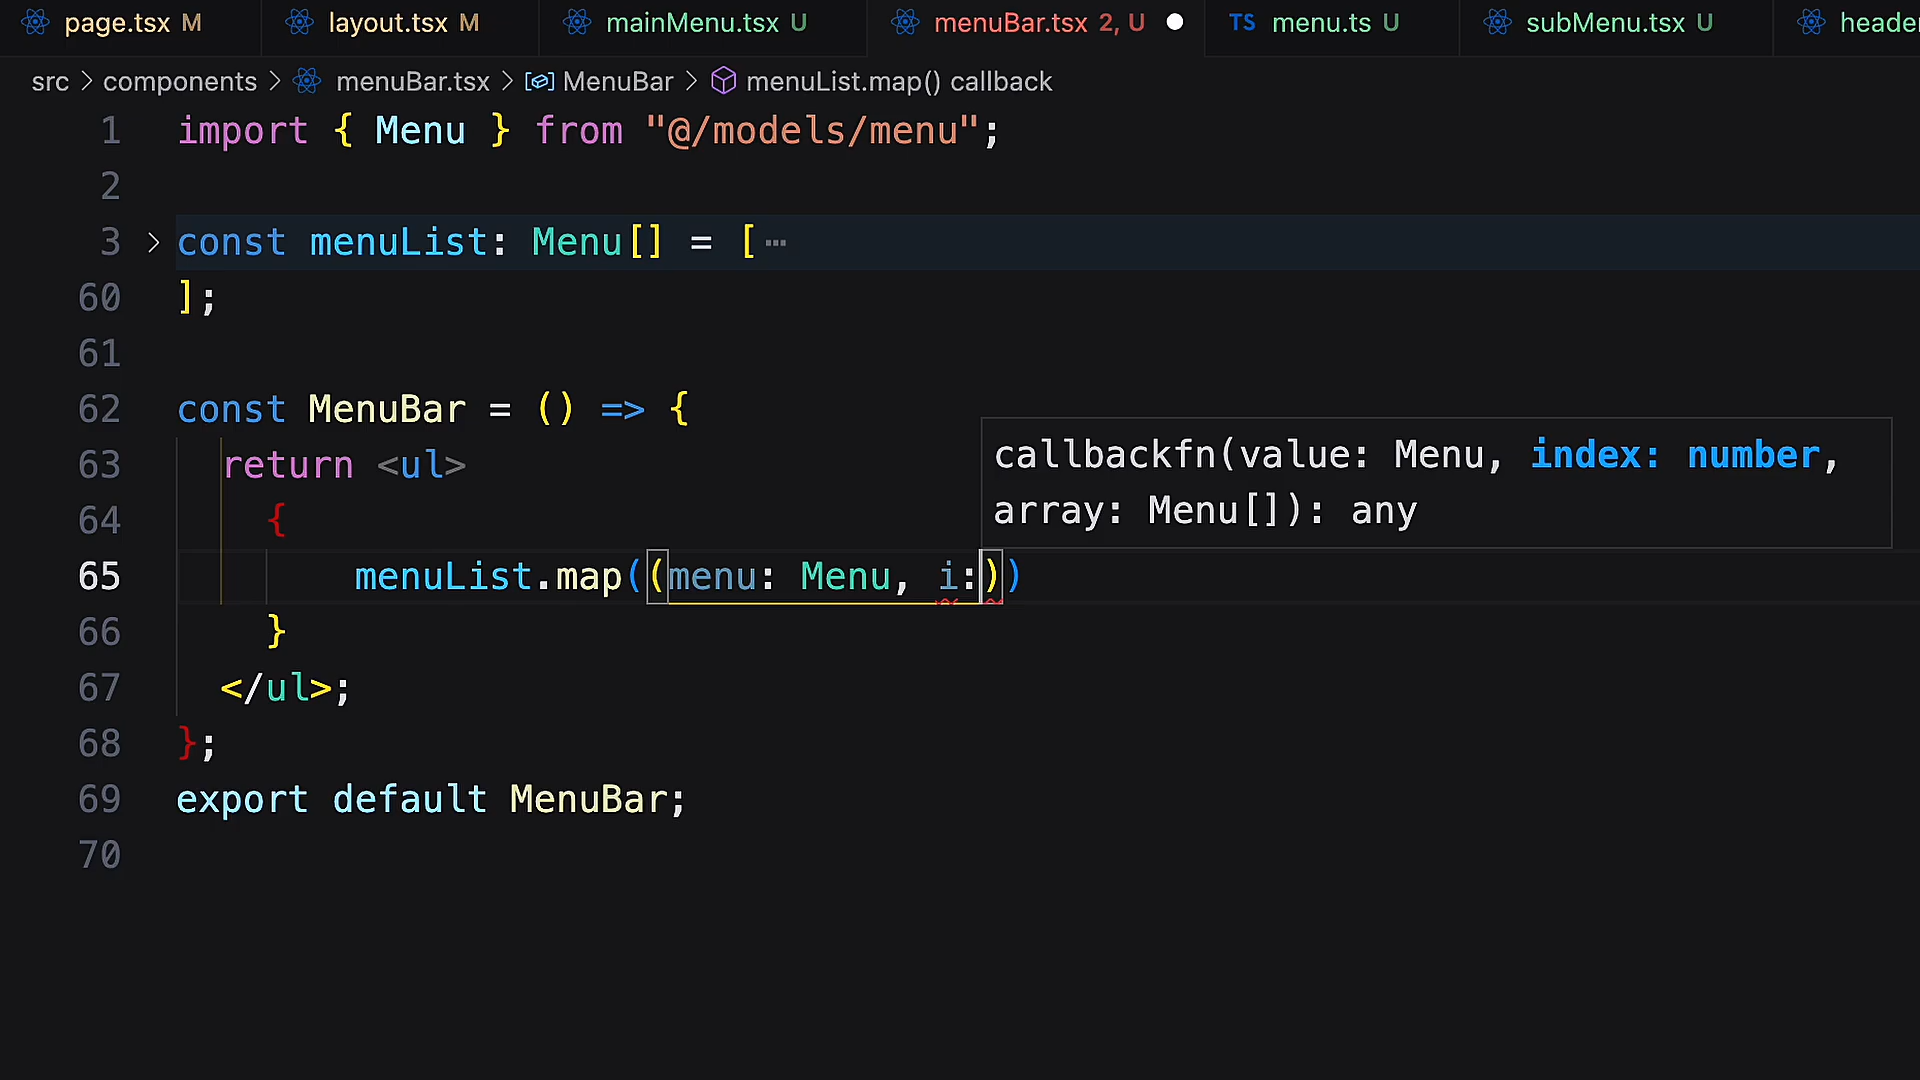 page.tsx M layout.tsx M mainMenu.tsx U menuBar.tsx 2, U TS menu.ts U subMenu.tsx U header
src > components > menuBar.tsx > MenuBar > menuList.map() callback
1 import { Menu } from "@/models/menu";
2
3 > const menuList: Menu[] = [ …
60 ];
61
62 const MenuBar = () => {
63 return <ul>
callbackfn(value: Menu, index: number,
64 {
array: Menu[]): any
65 menuList.map((menu: Menu, i:))
66 }
67 </ul>;
68 };
69 export default MenuBar;
70